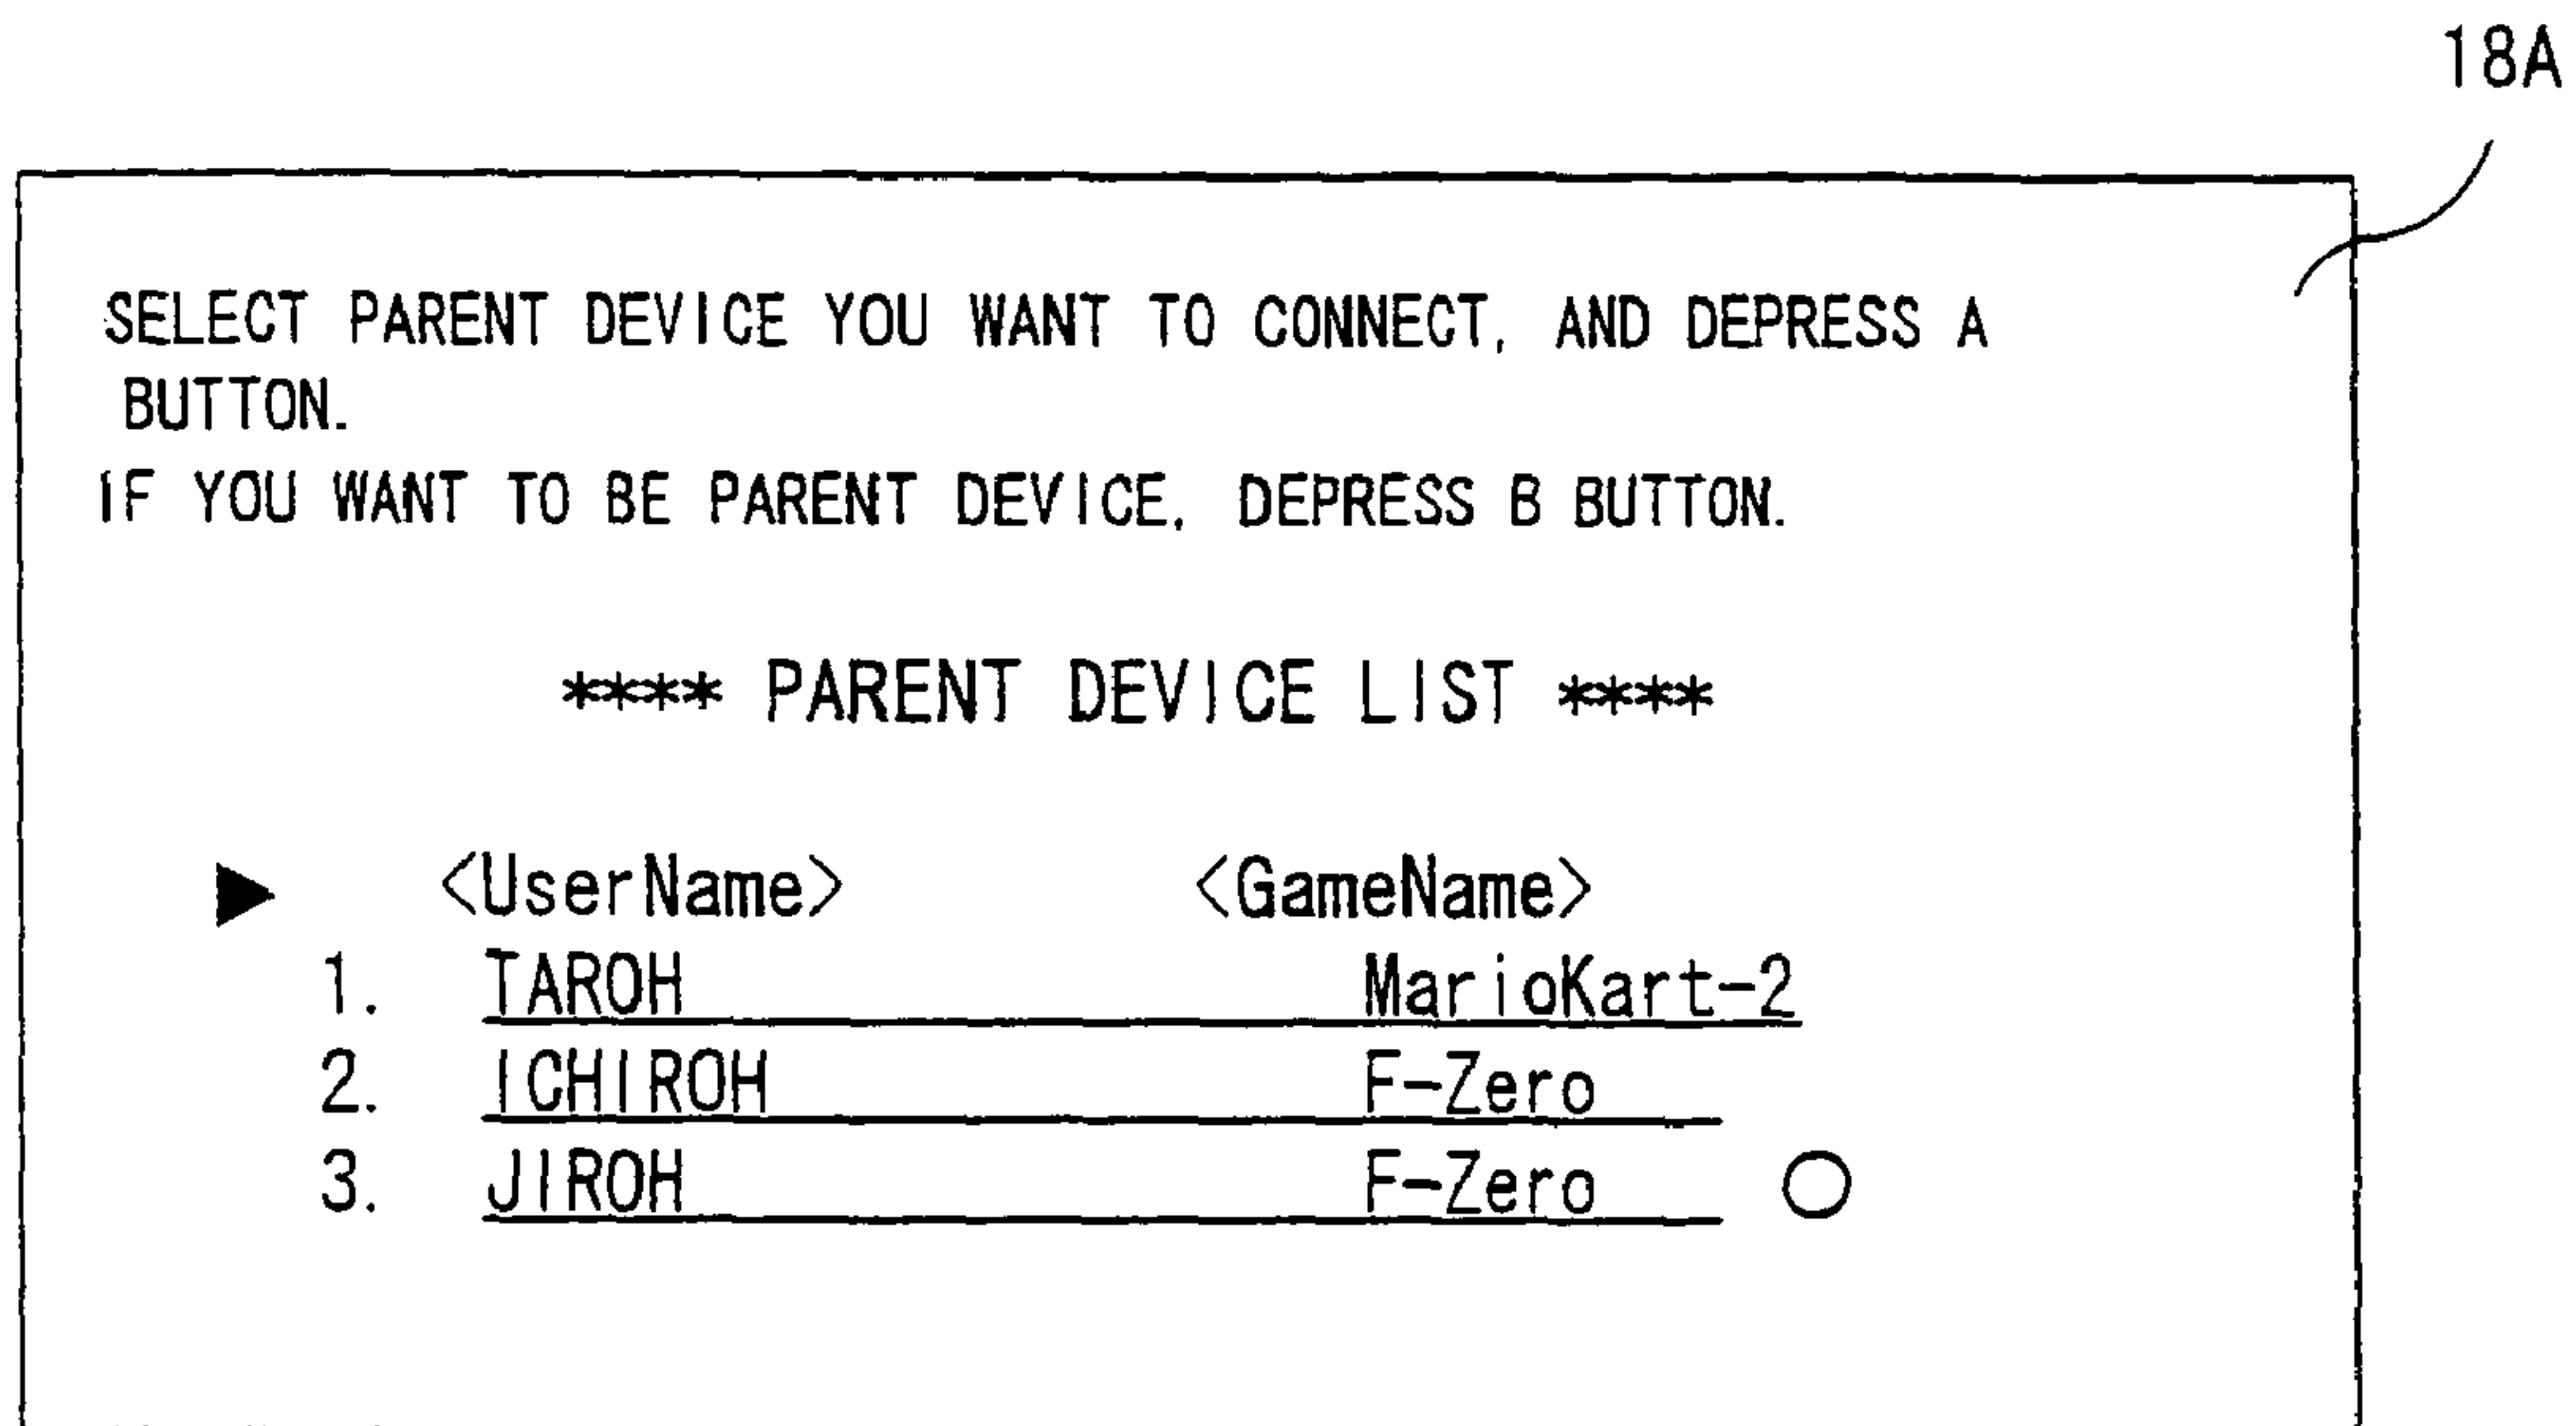 18A
SELECT PARENT DEVICE YOU WANT TO CONNECT, AND DEPRESS A
BUTTON.
IF YOU WANT TO BE PARENT DEVICE, DEPRESS B BUTTON.
**** PARENT DEVICE LIST ****
<UserName> <GameName>
1. TAROH MarioKart-2
2. ICHIROH F-Zero
3. JIROH F-Zero